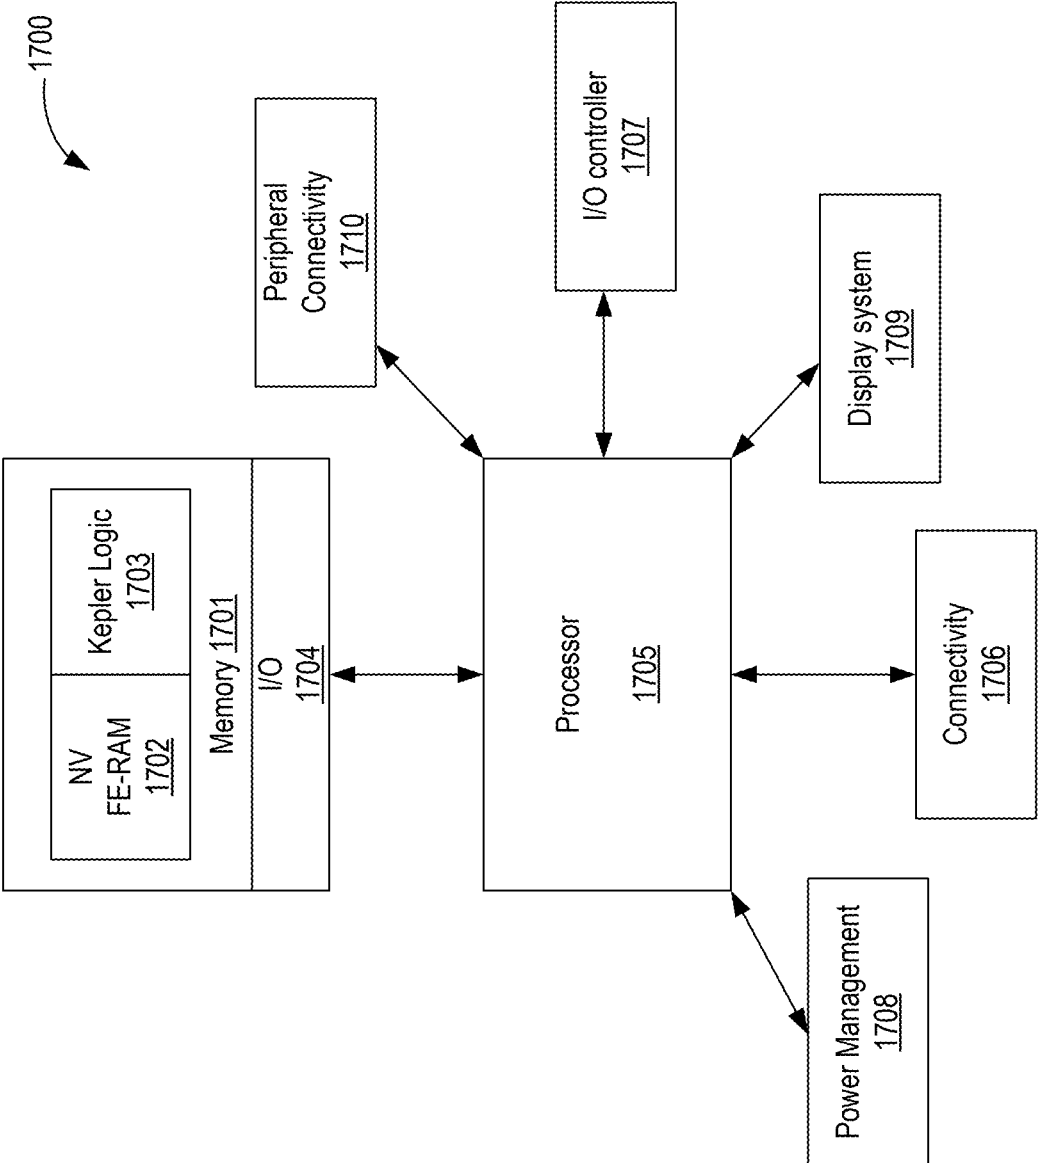 1700
NV
FE-RAM
1702
Kepler Logic
1703
Memory 1701
I/O
1704
Peripheral
Connectivity
1710
Processor
1705
I/O controller
1707
Display system
1709
Connectivity
1706
Power Management
1708